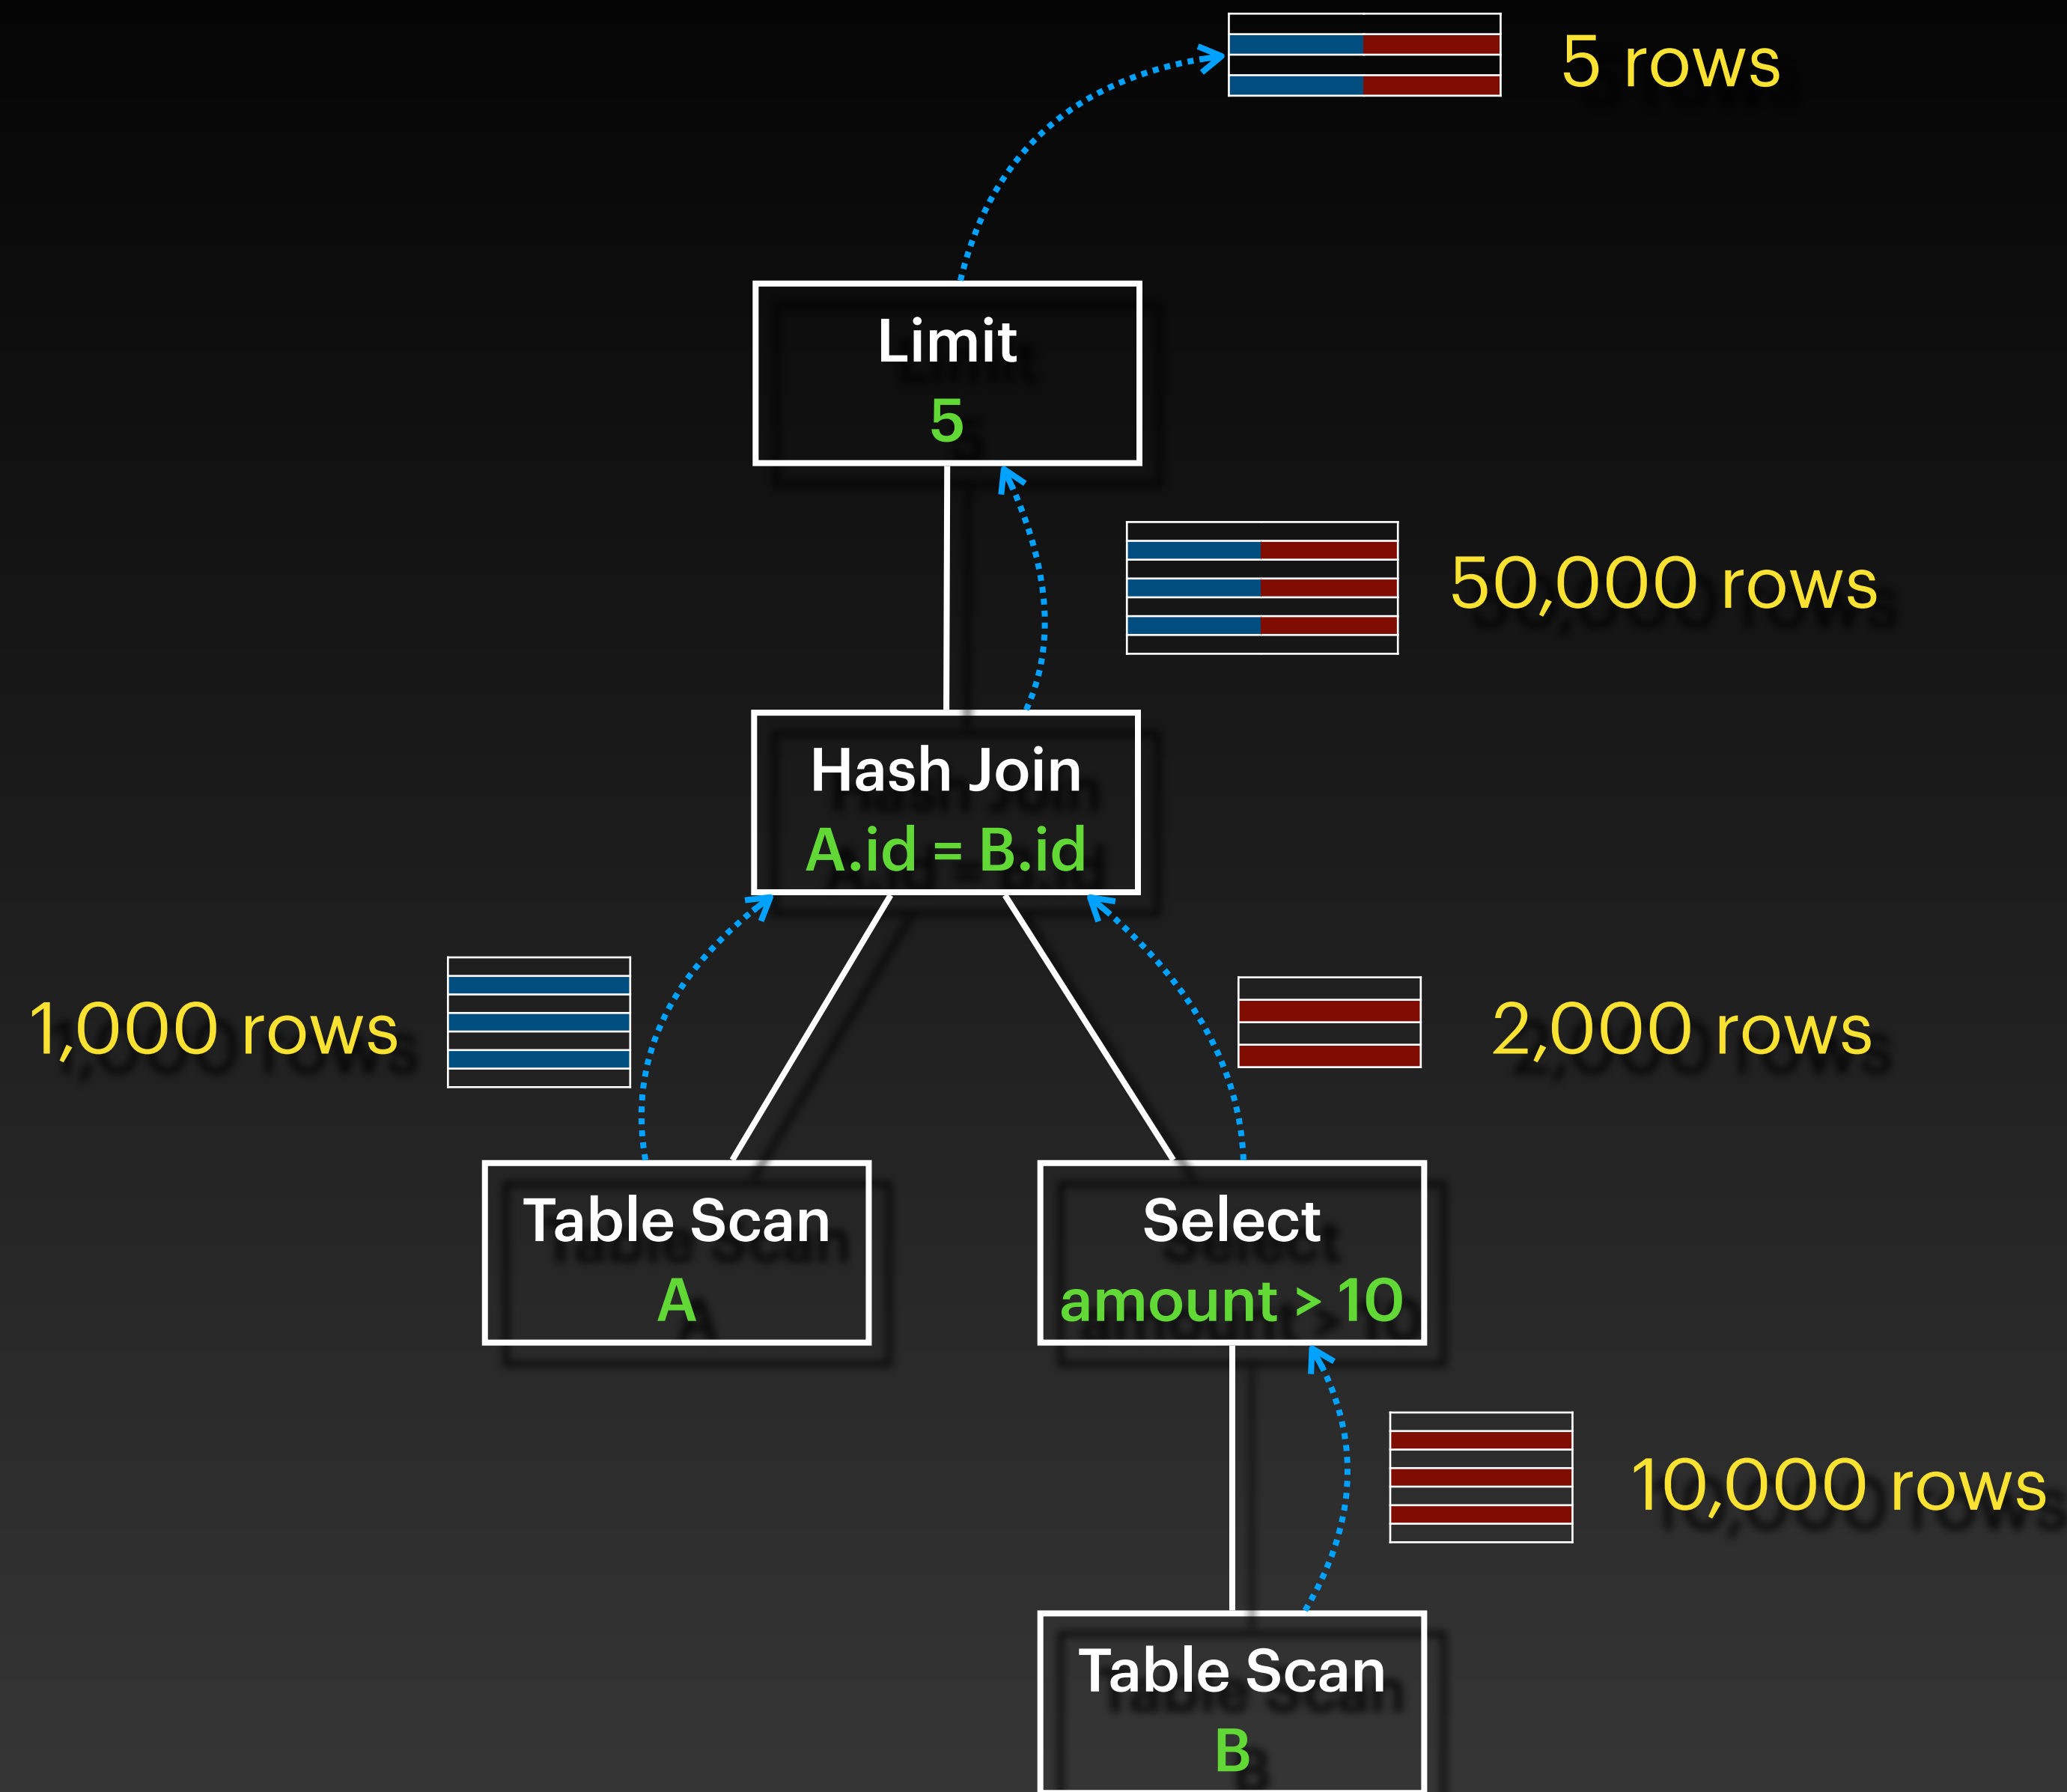 5 rows
Limit
5
50,000 rows
Hash Join
A.id = B.id
1,000 rows
2,000 rows
Table Scan
A
Select
amount > 10
10,000 rows
Table Scan
B